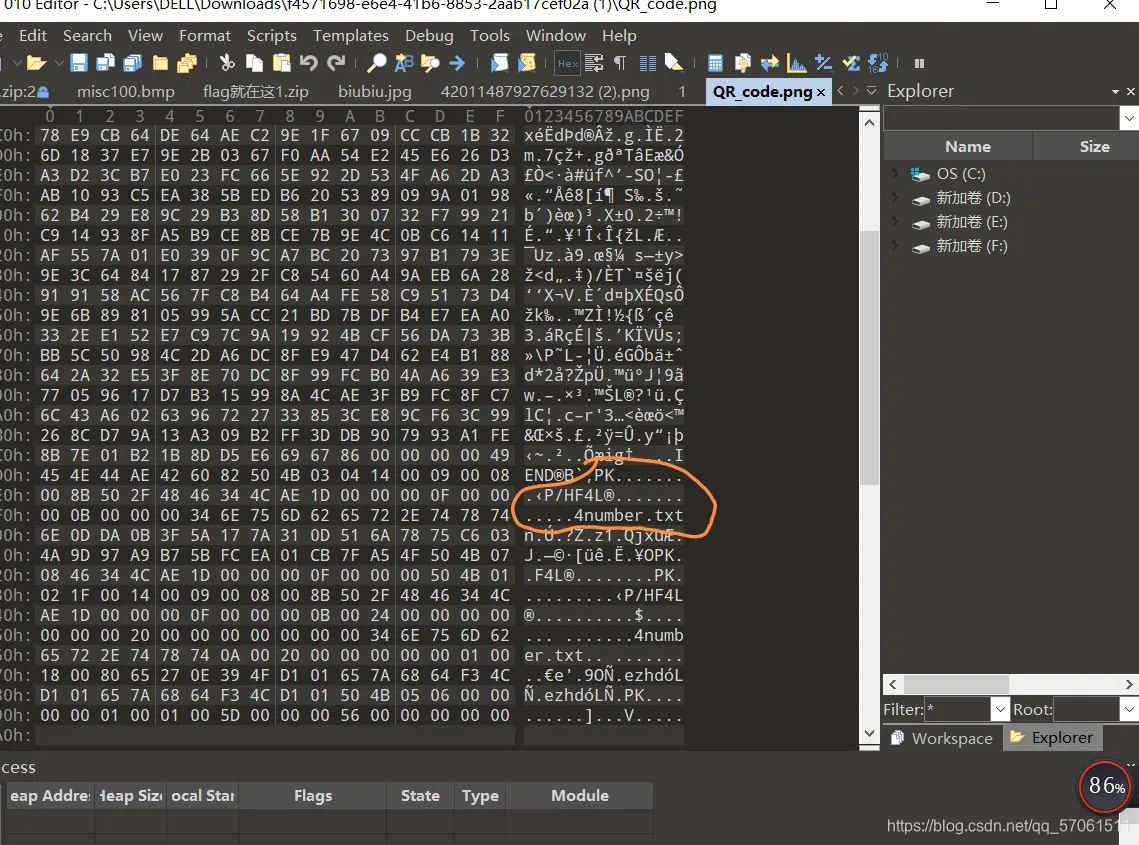 010 Editor - C:\Users\DELL\Downloads\f4571698-e6e4-41b6-8853-2aab17cef02a (1)\QR_code.png
Edit Search View Format Scripts Templates Debug Tools Window Help
.zip:2 misc100.bmp flag就在这1.zip biubiu.jpg 42011487927629132 (2).png 1 QR_code.png × Explorer
0 1 2 3 4 5 6 7 8 9 A B C D E F 0123456789ABCDEF
C0h: 78 E9 CB 64 DE 64 AE C2 9E 1F 67 09 CC CB 1B 32 xéËdÞd®Âž.g.ÌË.2
D0h: 6D 18 37 E7 9E 2B 03 67 F0 AA 54 E2 45 E6 26 D3 m.7çž+.gðªTâEæ&Ó
E0h: A3 D2 3C B7 E0 23 FC 66 5E 92 2D 53 4F A6 2D A3 £Ò<·à#üf^’-SO¦-£
F0h: AB 10 93 C5 EA 38 5B ED B6 20 53 89 09 9A 01 98 «.“Åê8[í¶ S‰.š.˜
00h: 62 B4 29 E8 9C 29 B3 8D 58 B1 30 07 32 F7 99 21 b´)èœ)³.X±0.2÷™!
10h: C9 14 93 8F A5 B9 CE 8B CE 7B 9E 4C 0B C6 14 11 É.“.¥¹Î‹Î{žL.Æ..
20h: AF 55 7A 01 E0 39 0F 9C A7 BC 20 73 97 B1 79 3E ¯Uz.à9.œ§¼ s—±y>
30h: 9E 3C 64 84 17 87 29 2F C8 54 60 A4 9A EB 6A 28 ž<d„.‡)/ÈT`¤šëj(
40h: 91 91 58 AC 56 7F C8 B4 64 A4 FE 58 C9 51 73 D4 ‘‘X¬V.È´d¤þXÉQsÔ
50h: 9E 6B 89 81 05 99 5A CC 21 BD 7B DF B4 E7 EA A0 žk‰..™ZÌ!½{ß´çê
60h: 33 2E E1 52 E7 C9 7C 9A 19 92 4B CF 56 DA 73 3B 3.áRçÉ|š.’KÏVÚs;
70h: BB 5C 50 98 4C 2D A6 DC 8F E9 47 D4 62 E4 B1 88 »\P˜L-¦Ü.éGÔbä±ˆ
80h: 64 2A 32 E5 3F 8E 70 DC 8F 99 FC B0 4A A6 39 E3 d*2å?ŽpÜ.™ü°J¦9ã
90h: 77 05 96 17 D7 B3 15 99 8A 4C AE 3F B9 FC 8F C7 w.–.×³.™ŠL®?¹ü.Ç
A0h: 6C 43 A6 02 63 96 72 27 33 85 3C E8 9C F6 3C 99 lC¦.c–r'3…<èœö<™
B0h: 26 8C D7 9A 13 A3 09 B2 FF 3D DB 90 79 93 A1 FE &Œ×š.£.²ÿ=Û.y“¡þ
C0h: 8B 7E 01 B2 1B 8D D5 E6 69 67 86 00 00 00 00 49 ‹~.²..Õæig†....I
D0h: 45 4E 44 AE 42 60 82 50 4B 03 04 14 00 09 00 08 END®B`‚PK.......
E0h: 00 8B 50 2F 48 46 34 4C AE 1D 00 00 00 0F 00 00 .‹P/HF4L®.......
F0h: 00 0B 00 00 00 34 6E 75 6D 62 65 72 2E 74 78 74 .....4number.txt
00h: 6E 0D DA 0B 3F 5A 17 7A 31 0D 51 6A 78 75 C6 03 n.Ú.?Z.z1.QjxuÆ.
10h: 4A 9D 97 A9 B7 5B FC EA 01 CB 7F A5 4F 50 4B 07 J.—©·[üê.Ë.¥OPK.
20h: 08 46 34 4C AE 1D 00 00 00 0F 00 00 00 50 4B 01 .F4L®........PK.
30h: 02 1F 00 14 00 09 00 08 00 8B 50 2F 48 46 34 4C .........‹P/HF4L
40h: AE 1D 00 00 00 0F 00 00 00 0B 00 24 00 00 00 00 ®..........$....
50h: 00 00 00 20 00 00 00 00 00 00 00 34 6E 75 6D 62 ... .......4numb
60h: 65 72 2E 74 78 74 0A 00 20 00 00 00 00 00 01 00 er.txt.. .......
70h: 18 00 80 65 27 0E 39 4F D1 01 65 7A 68 64 F3 4C ..€e'.9OÑ.ezhdóL
80h: D1 01 65 7A 68 64 F3 4C D1 01 50 4B 05 06 00 00 Ñ.ezhdóLÑ.PK....
90h: 00 00 01 00 01 00 5D 00 00 00 56 00 00 00 00 00 ......]...V.....
A0h:
Name Size
OS (C:)
新加卷 (D:)
新加卷 (E:)
新加卷 (F:)
Filter: * Root:
Workspace Explorer
cess
eap Addre Heap Size ocal Star Flags State Type Module
86%
https://blog.csdn.net/qq_57061511